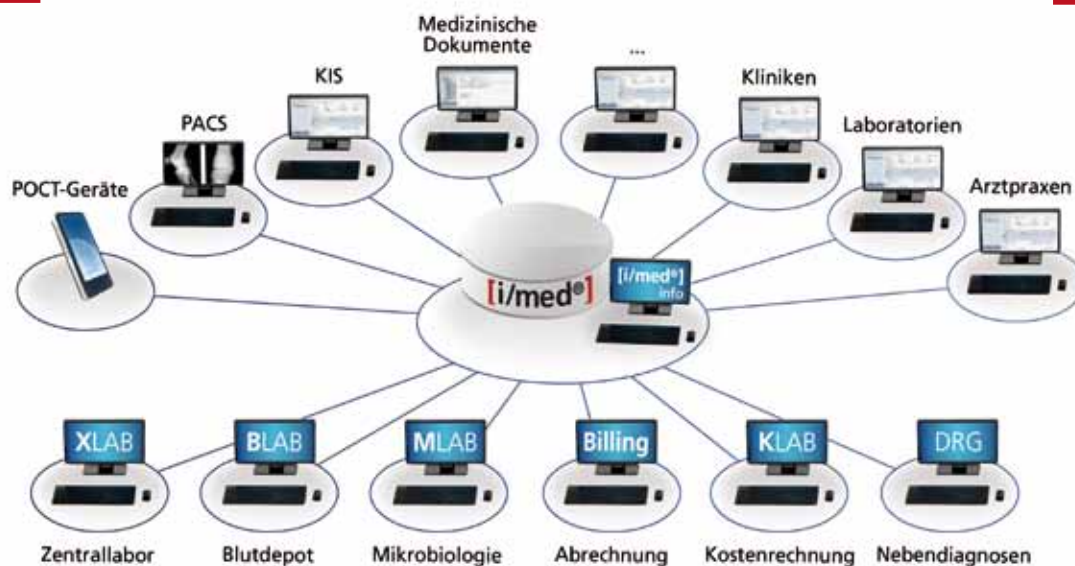 Medizinische
Dokumente
...
KIS
Kliniken
PACS
Laboratorien
POCT-Geräte
Arztpraxen
[i/med®]
[i/med®]
info
XLAB
BLAB
MLAB
Billing
KLAB
DRG
Zentrallabor
Blutdepot
Mikrobiologie
Abrechnung
Kostenrechnung
Nebendiagnosen